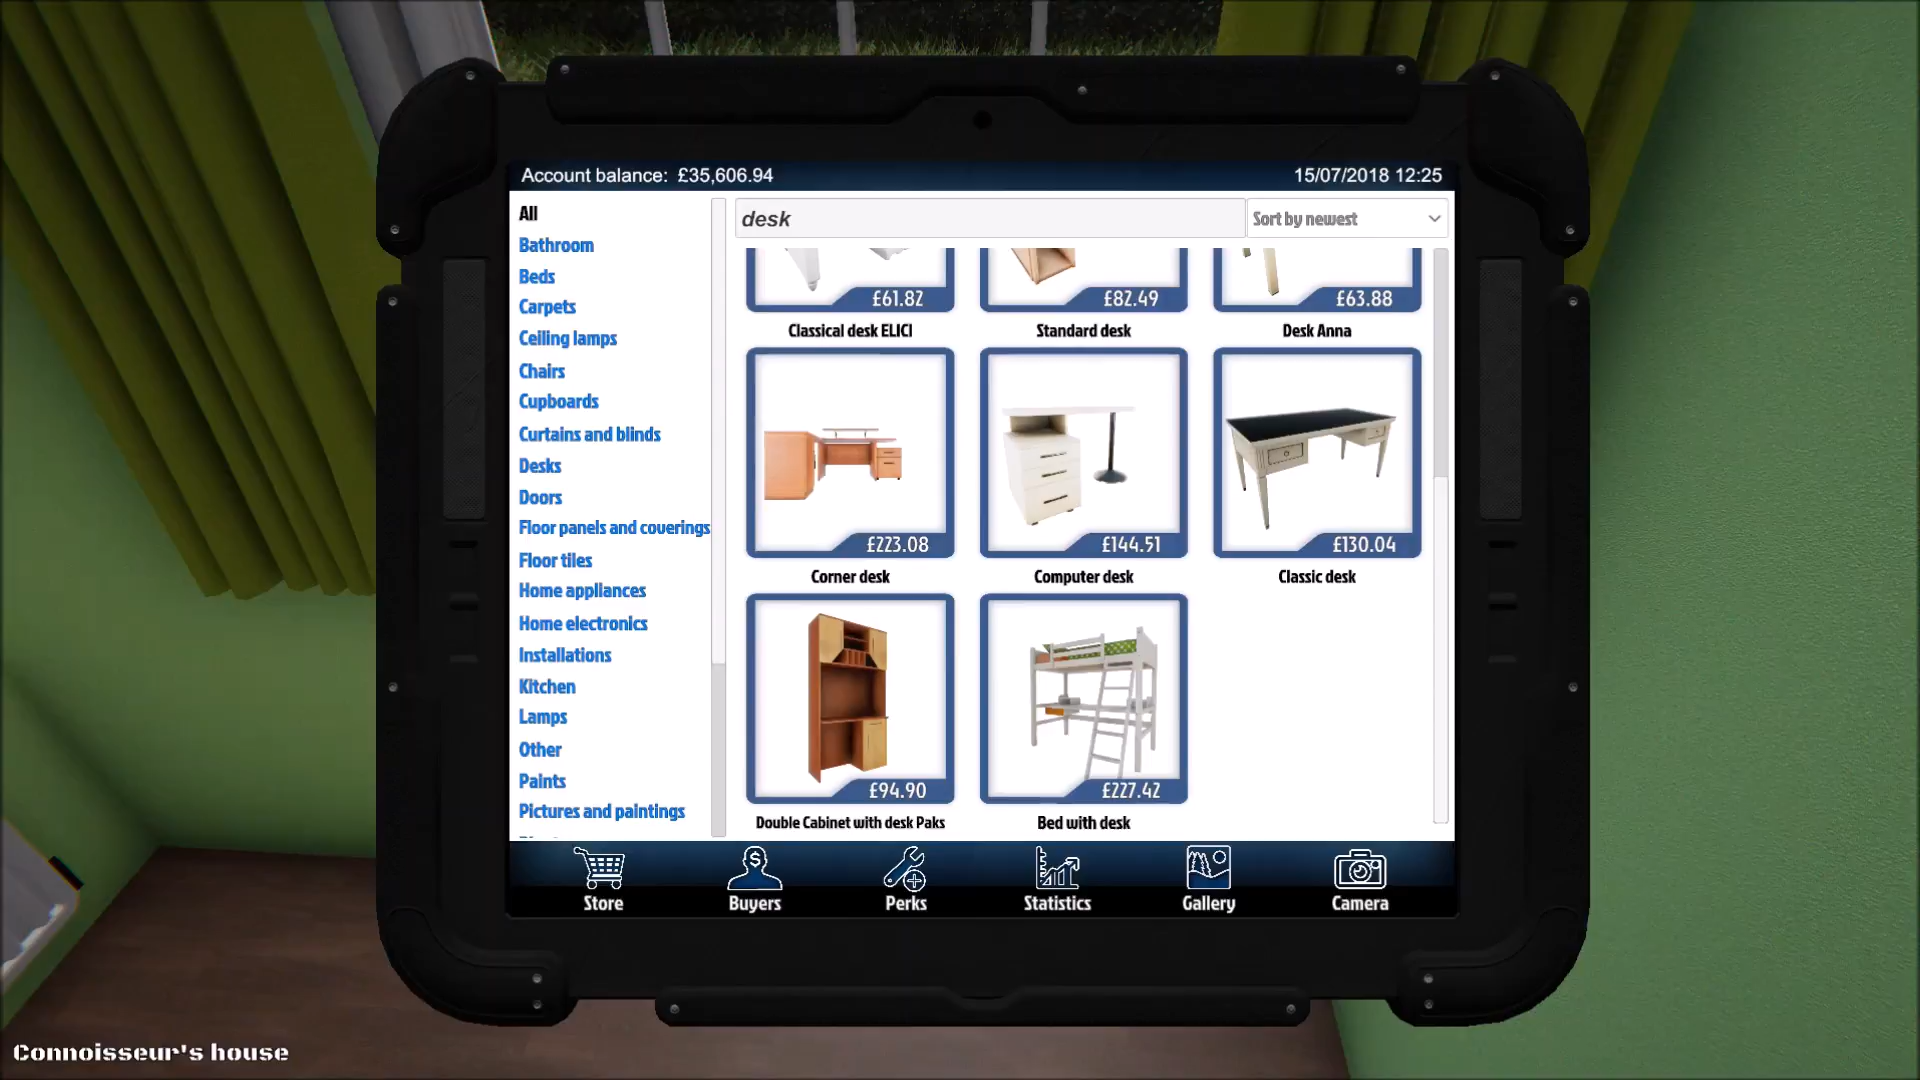 Account balance: £35,606.94
15/07/2018 12:25
All
Bathroom
Beds
Carpets
Ceiling lamps
Chairs
Cupboards
Curtains and blinds
Desks
Doors
Floor panels and coverings
Floor tiles
Home appliances
Home electronics
Installations
Kitchen
Lamps
Other
Paints
Pictures and paintings
desk
Sort by newest
£61.82
£82.49
£63.88
Classical desk ELICI
Standard desk
Desk Anna
£223.08
£144.51
£130.04
Corner desk
Computer desk
Classic desk
£94.90
£227.42
Double Cabinet with desk Paks
Bed with desk
Store
Buyers
Perks
Statistics
Gallery
Camera
Connoisseur's house